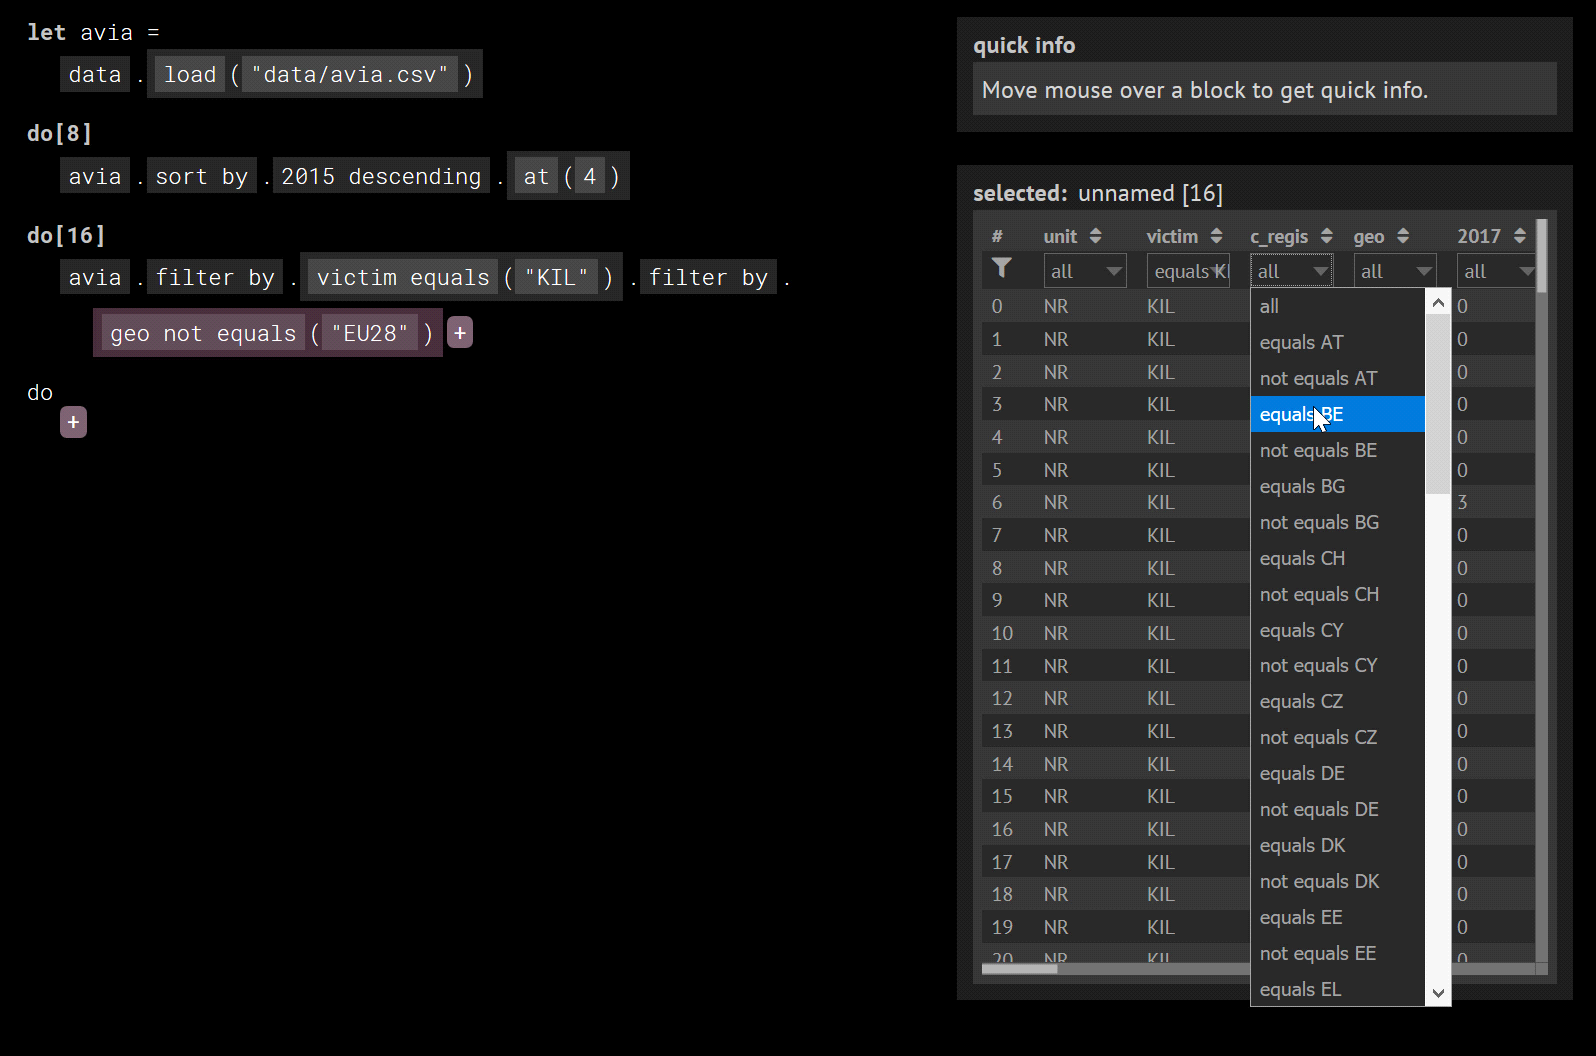 let avia =
data . load ( "data/avia.csv" )
do[8]
avia . sort by . 2015 descending . at ( 4 )
do[16]
avia . filter by . victim equals ( "KIL" ) . filter by .
geo not equals ( "EU28" ) +
do
+
quick info
Move mouse over a block to get quick info.
selected: unnamed [16]
# unit victim c_regis geo 2017
all equals KI all all all
0 NR KIL 0
1 NR KIL 0
2 NR KIL 0
3 NR KIL 0
4 NR KIL 0
5 NR KIL 0
6 NR KIL 3
7 NR KIL 0
8 NR KIL 0
9 NR KIL 0
10 NR KIL 0
11 NR KIL 0
12 NR KIL 0
13 NR KIL 0
14 NR KIL 0
15 NR KIL 0
16 NR KIL 0
17 NR KIL 0
18 NR KIL 0
19 NR KIL 0
20 NR KIL 0
all
equals AT
not equals AT
equals BE
not equals BE
equals BG
not equals BG
equals CH
not equals CH
equals CY
not equals CY
equals CZ
not equals CZ
equals DE
not equals DE
equals DK
not equals DK
equals EE
not equals EE
equals EL